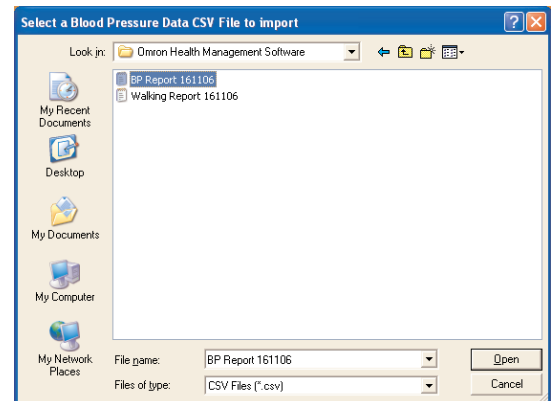 Select a Blood Pressure Data CSV File to import
Look in:
Omron Health Management Software
BP Report 161106
Walking Report 161106
My Recent
Documents
Desktop
My Documents
My Computer
My Network
Places
File name:
BP Report 161106
Open
Files of type:
CSV Files (*.csv)
Cancel